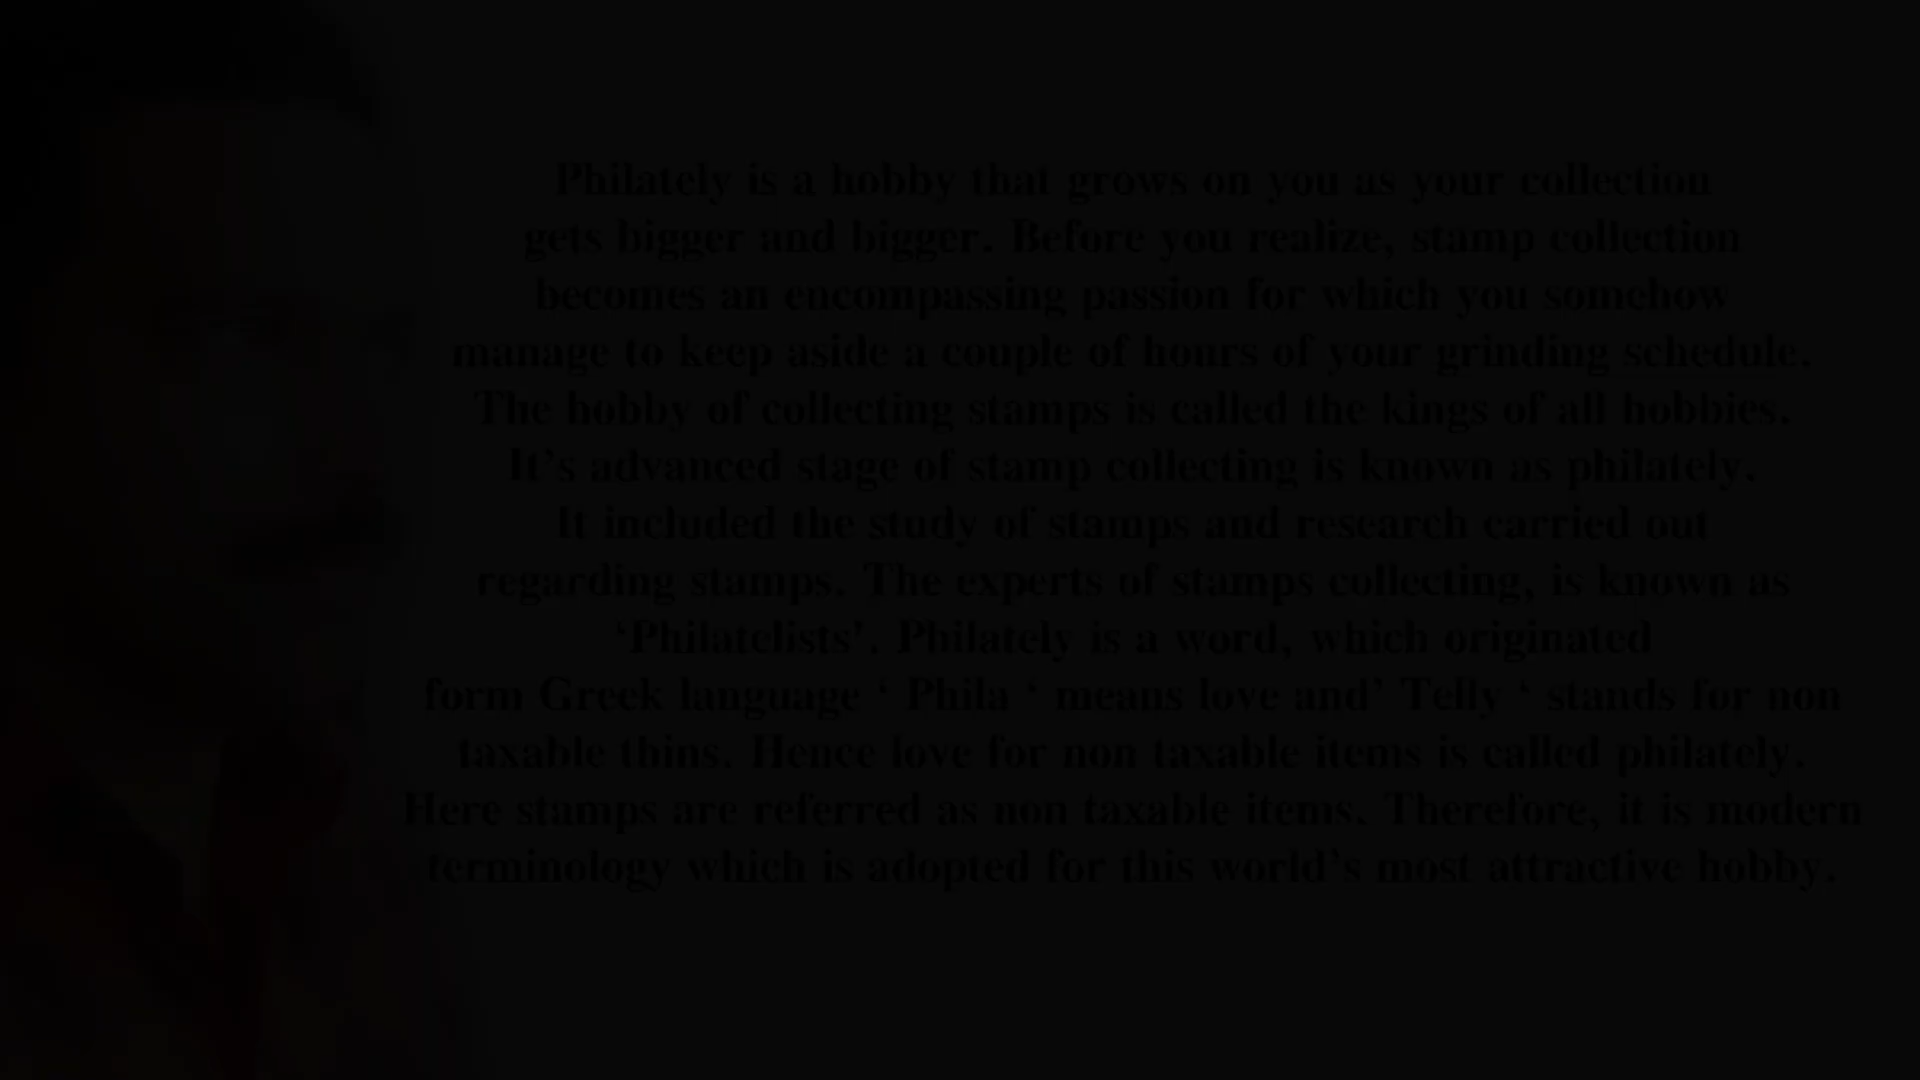 Philately is a hobby that grows on you as your collection
gets bigger and bigger. Before you realize, stamp collection
becomes an encompassing passion for which you somehow
manage to keep aside a couple of hours of your grinding schedule.
The hobby of collecting stamps is called the kings of all hobbies.
It’s advanced stage of stamp collecting is known as philately.
It included the study of stamps and research carried out
regarding stamps. The experts of stamps collecting, is known as
‘Philatelists’. Philately is a word, which originated
form Greek language ‘ Phila ‘ means love and’ Telly ‘ stands for non
taxable thins. Hence love for non taxable items is called philately.
Here stamps are referred as non taxable items. Therefore, it is modern
terminology which is adopted for this world’s most attractive hobby.